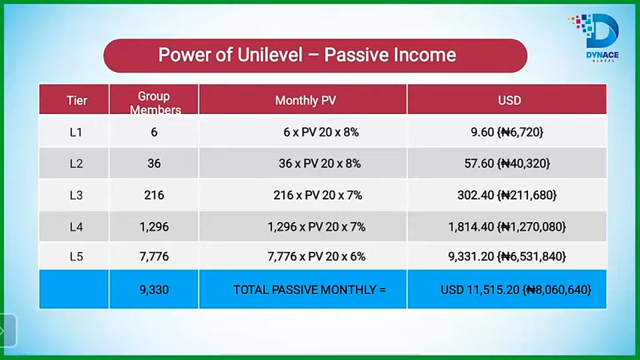 DYNACE
GLOBAL
Power of Unilevel – Passive Income
Tier Group Members Monthly PV USD
L1 6 6 x PV 20 x 8% 9.60 {₦6,720}
L2 36 36 x PV 20 x 8% 57.60 {₦40,320}
L3 216 216 x PV 20 x 7% 302.40 {₦211,680}
L4 1,296 1,296 x PV 20 x 7% 1,814.40 {₦1,270,080}
L5 7,776 7,776 x PV 20 x 6% 9,331.20 {₦6,531,840}
9,330 TOTAL PASSIVE MONTHLY = USD 11,515.20 {₦8,060,640}